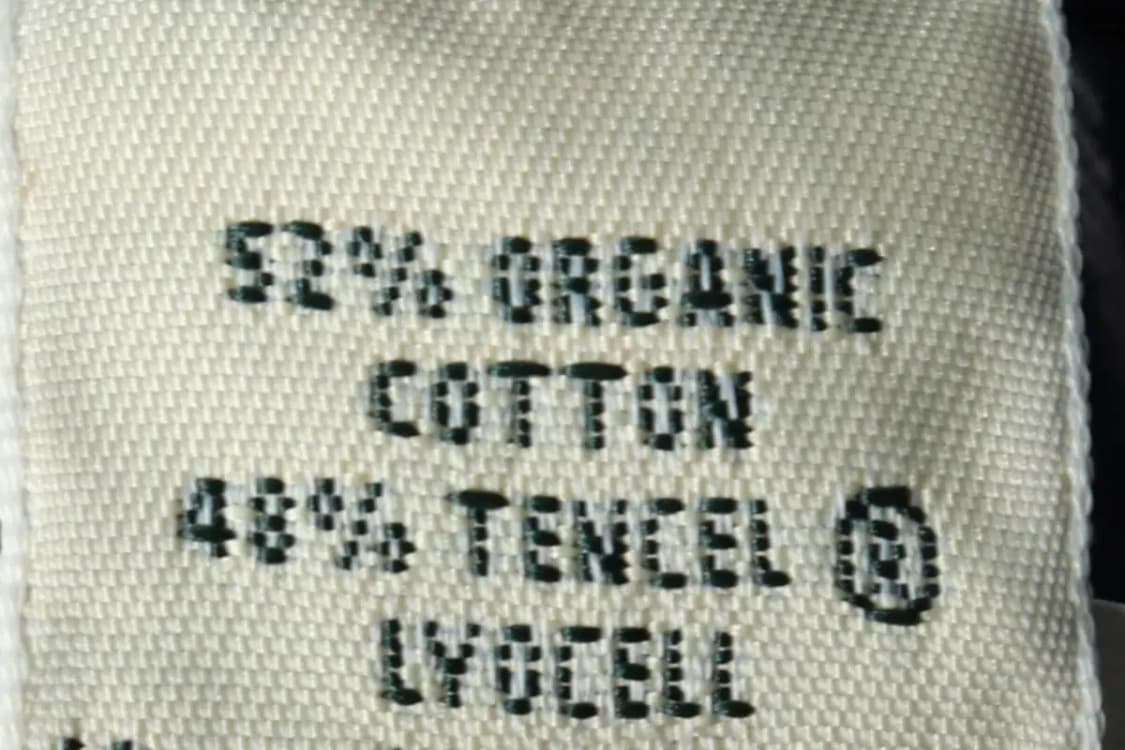 52% ORGANIC
COTTON
48% TENCEL ®
LYOCELL